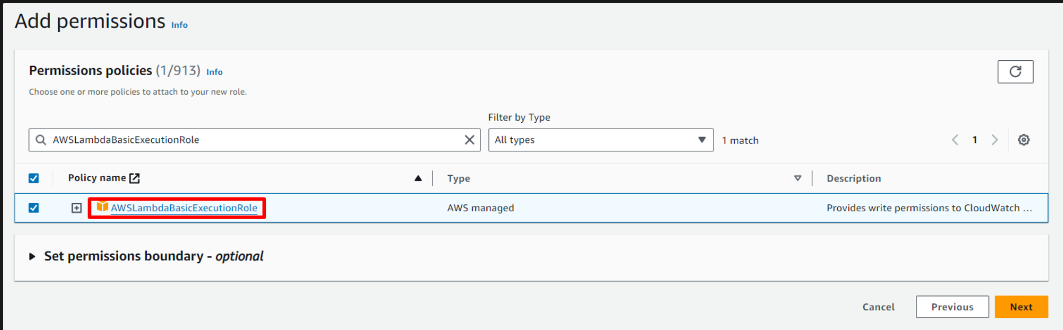 Add permissions Info
Permissions policies (1/913) Info
Choose one or more policies to attach to your new role.
Filter by Type
AWSLambdaBasicExecutionRole
All types
1 match
1
Policy name
Type
Description
AWSLambdaBasicExecutionRole
AWS managed
Provides write permissions to CloudWatch ...
Set permissions boundary - optional
Cancel
Previous
Next